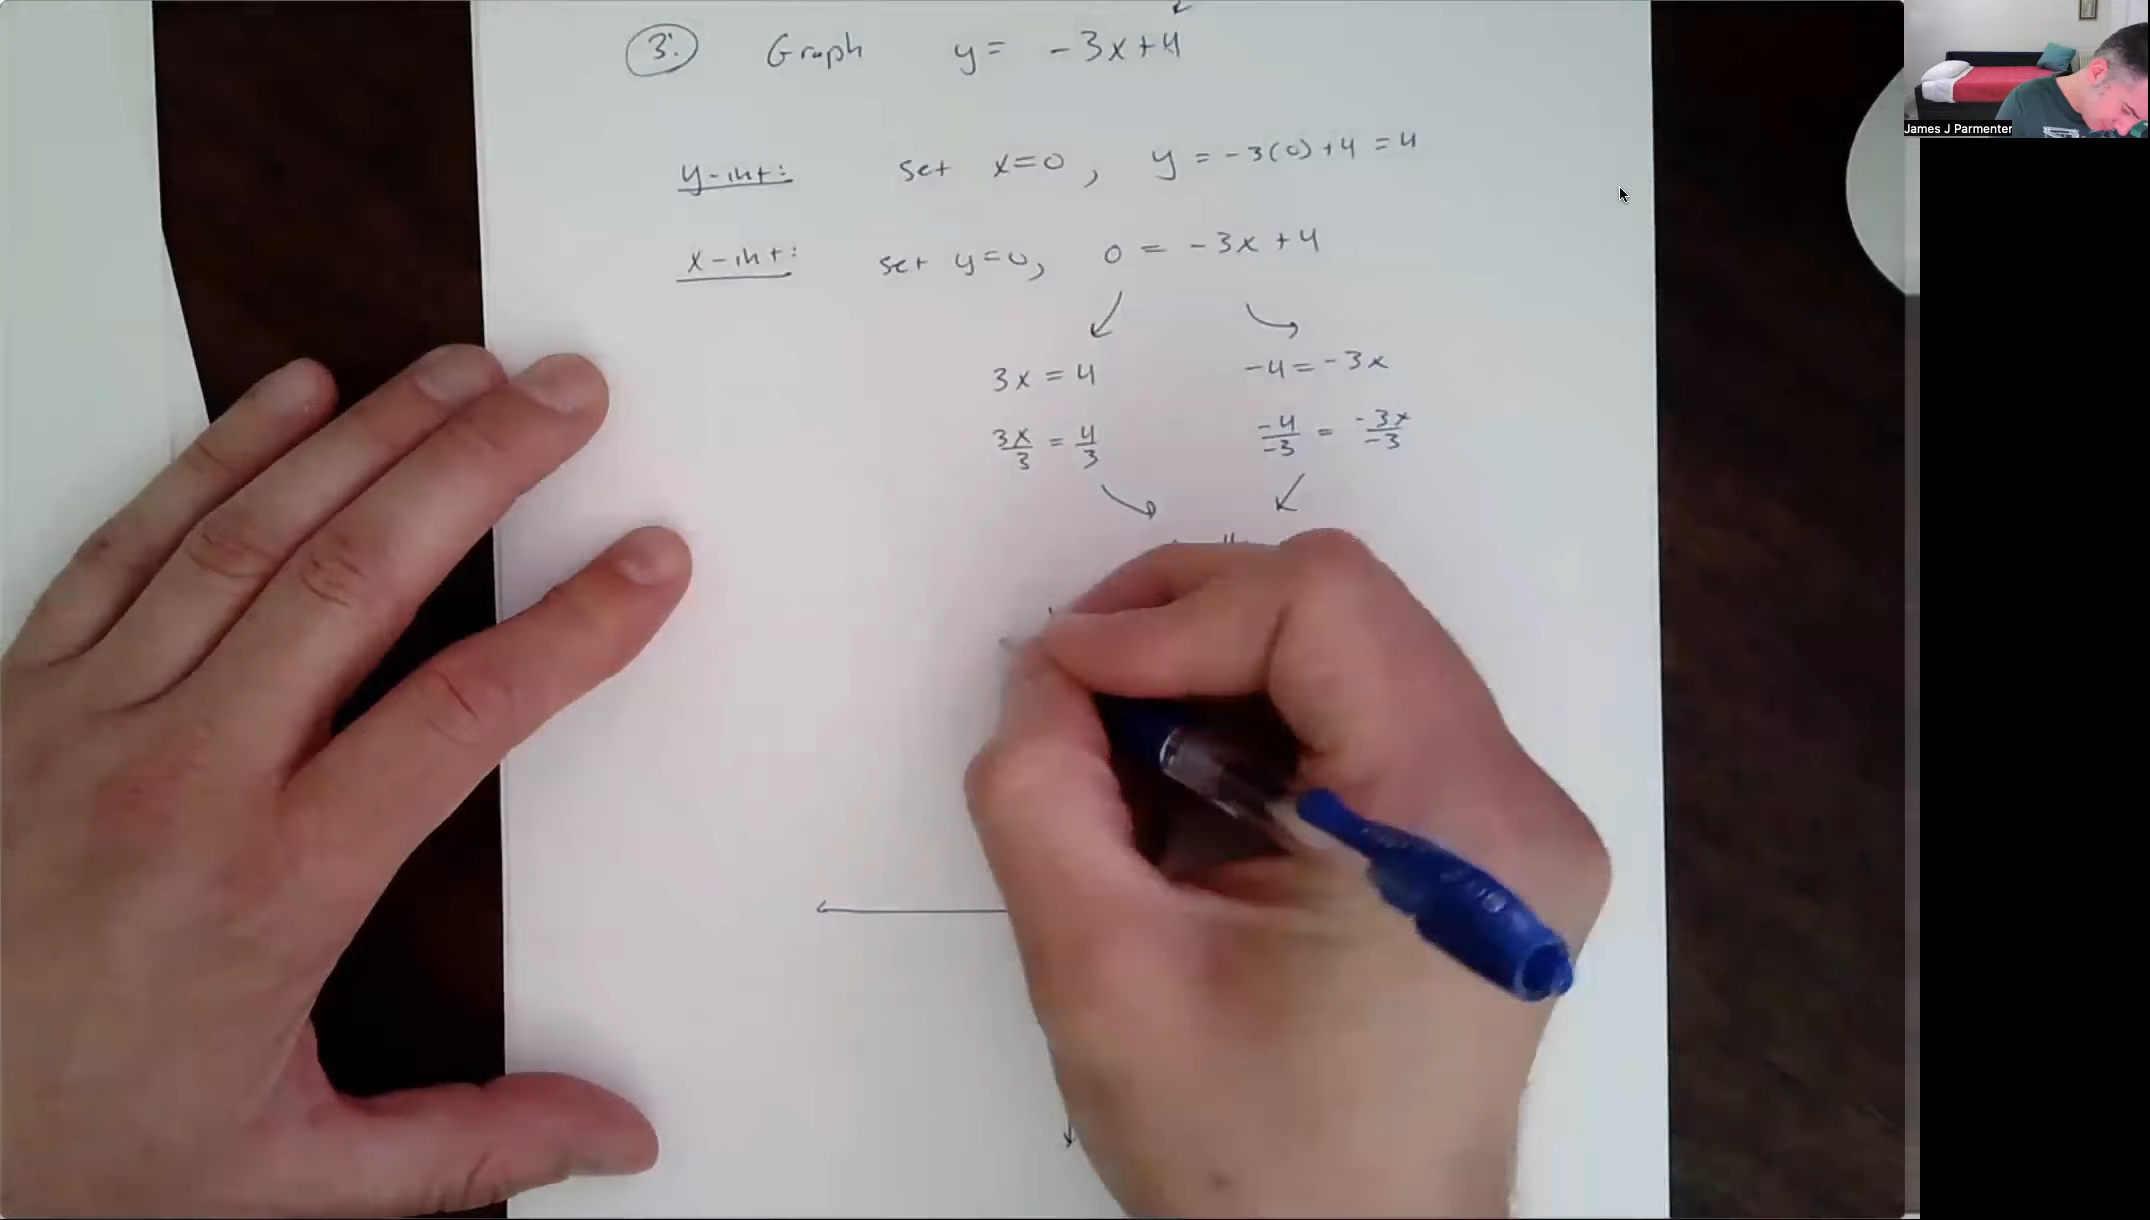 3. Graph y = -3x+4
y-int: set x=0, y = -3(0)+4 = 4
x-int: set y=0, 0 = -3x+4
3x = 4 -4 = -3x
3x/3 = 4/3 -4/-3 = -3x/-3
James J Parmenter